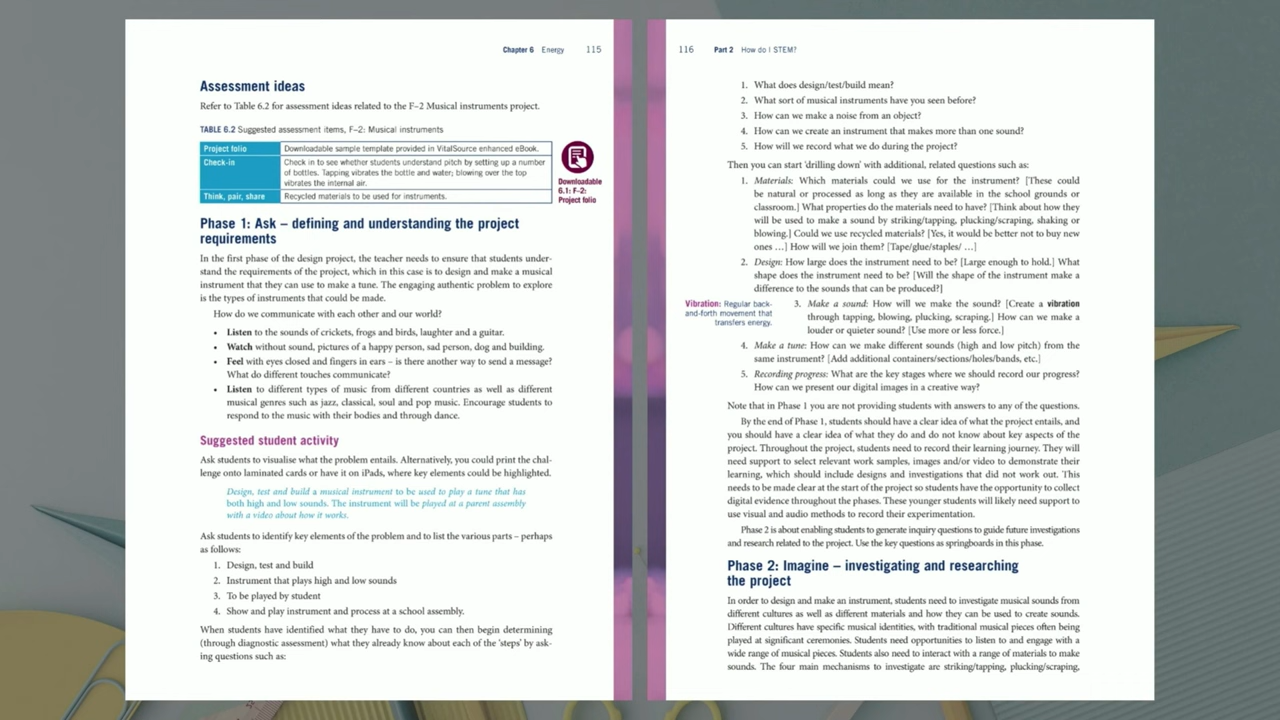 Chapter 6 Energy 115
Assessment ideas
Refer to Table 6.2 for assessment ideas related to the F–2 Musical instruments project.
TABLE 6.2 Suggested assessment items, F–2: Musical instruments
Project folio Downloadable sample template provided in VitalSource enhanced eBook.
Check-in Check in to see whether students understand pitch by setting up a number
of bottles. Tapping vibrates the bottle and water; blowing over the top
vibrates the internal air.
Think, pair, share Recycled materials to be used for instruments.
Downloadable
6.1: F–2:
Project folio
Phase 1: Ask – defining and understanding the project
requirements
In the first phase of the design project, the teacher needs to ensure that students under-
stand the requirements of the project, which in this case is to design and make a musical
instrument that they can use to make a tune. The engaging authentic problem to explore
is the types of instruments that could be made.
How do we communicate with each other and our world?
• Listen to the sounds of crickets, frogs and birds, laughter and a guitar.
• Watch without sound, pictures of a happy person, sad person, dog and building.
• Feel with eyes closed and fingers in ears – is there another way to send a message?
What do different touches communicate?
• Listen to different types of music from different countries as well as different
musical genres such as jazz, classical, soul and pop music. Encourage students to
respond to the music with their bodies and through dance.
Suggested student activity
Ask students to visualise what the problem entails. Alternatively, you could print the chal-
lenge onto laminated cards or have it on iPads, where key elements could be highlighted.
Design, test and build a musical instrument to be used to play a tune that has
both high and low sounds. The instrument will be played at a parent assembly
with a video about how it works.
Ask students to identify key elements of the problem and to list the various parts – perhaps
as follows:
1. Design, test and build
2. Instrument that plays high and low sounds
3. To be played by student
4. Show and play instrument and process at a school assembly.
When students have identified what they have to do, you can then begin determining
(through diagnostic assessment) what they already know about each of the 'steps' by ask-
ing questions such as:
116 Part 2 How do I STEM?
1. What does design/test/build mean?
2. What sort of musical instruments have you seen before?
3. How can we make a noise from an object?
4. How can we create an instrument that makes more than one sound?
5. How will we record what we do during the project?
Then you can start 'drilling down' with additional, related questions such as:
1. Materials: Which materials could we use for the instrument? [These could
be natural or processed as long as they are available in the school grounds or
classroom.] What properties do the materials need to have? [Think about how they
will be used to make a sound by striking/tapping, plucking/scraping, shaking or
blowing.] Could we use recycled materials? [Yes, it would be better not to buy new
ones …] How will we join them? [Tape/glue/staples/ …]
2. Design: How large does the instrument need to be? [Large enough to hold.] What
shape does the instrument need to be? [Will the shape of the instrument make a
difference to the sounds that can be produced?]
Vibration: Regular back-
and-forth movement that
transfers energy.
3. Make a sound: How will we make the sound? [Create a vibration
through tapping, blowing, plucking, scraping.] How can we make a
louder or quieter sound? [Use more or less force.]
4. Make a tune: How can we make different sounds (high and low pitch) from the
same instrument? [Add additional containers/sections/holes/bands, etc.]
5. Recording progress: What are the key stages where we should record our progress?
How can we present our digital images in a creative way?
Note that in Phase 1 you are not providing students with answers to any of the questions.
By the end of Phase 1, students should have a clear idea of what the project entails, and
you should have a clear idea of what they do and do not know about key aspects of the
project. Throughout the project, students need to record their learning journey. They will
need support to select relevant work samples, images and/or video to demonstrate their
learning, which should include designs and investigations that did not work out. This
needs to be made clear at the start of the project so students have the opportunity to collect
digital evidence throughout the phases. These younger students will likely need support to
use visual and audio methods to record their experimentation.
Phase 2 is about enabling students to generate inquiry questions to guide future investigations
and research related to the project. Use the key questions as springboards in this phase.
Phase 2: Imagine – investigating and researching
the project
In order to design and make an instrument, students need to investigate musical sounds from
different cultures as well as different materials and how they can be used to create sounds.
Different cultures have specific musical identities, with traditional musical pieces often being
played at significant ceremonies. Students need opportunities to listen to and engage with a
wide range of musical pieces. Students also need to interact with a range of materials to make
sounds. The four main mechanisms to investigate are striking/tapping, plucking/scraping,